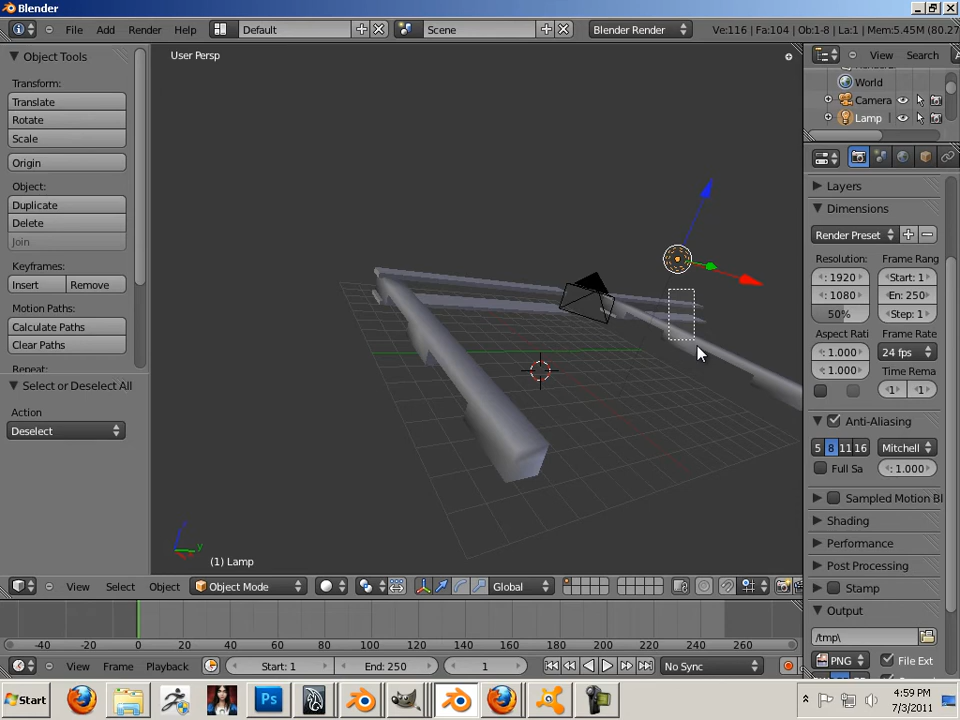 Blender
File Add Render Help Default Scene Blender Render Ve:116 | Fa:104 | Ob:1-8 | La:1 | Mem:5.45M (80.27
Object Tools
Transform:
Translate
Rotate
Scale
Origin
Object:
Duplicate
Delete
Join
Keyframes:
Insert Remove
Motion Paths:
Calculate Paths
Clear Paths
Repeat:
Select or Deselect All
Action
Deselect
User Persp
(1) Lamp
y
View Search
World
Camera
Lamp
Layers
Dimensions
Render Preset
Resolution: Frame Rang
1920 Start: 1
1080 En: 250
50% Step: 1
Aspect Rati Frame Rate
1.000 24 fps
1.000 Time Rema
1 1
Anti-Aliasing
5 8 11 16 Mitchell
Full Sa 1.000
Sampled Motion Bl
Shading
Performance
Post Processing
Stamp
Output
/tmp\
PNG File Ext
View Select Object Object Mode Global
-40 -20 0 20 40 60 80 100 120 140 160 180 200 220 240 260
View Frame Playback Start: 1 End: 250 1 No Sync
Start Ps 4:59 PM
7/3/2011